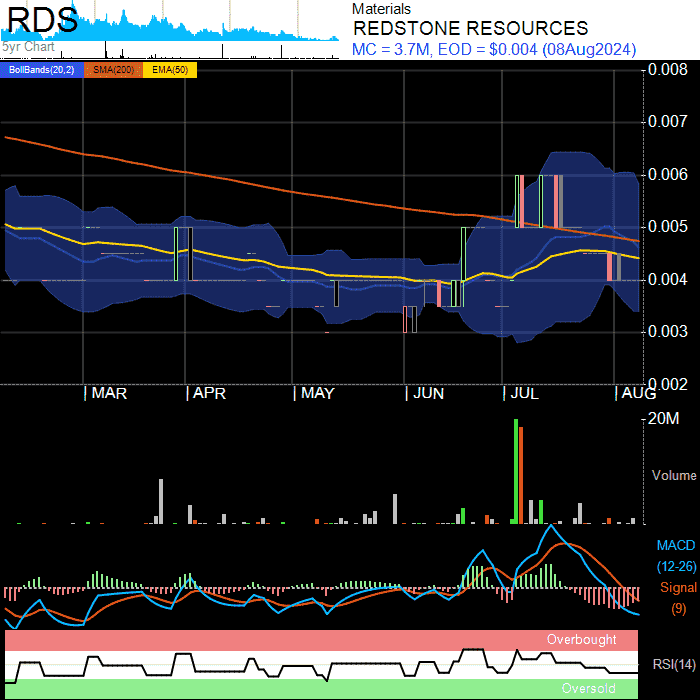 RDS
5yr Chart
Materials
REDSTONE RESOURCES
MC = 3.7M, EOD = $0.004 (08Aug2024)
BollBands(20,2) SMA(200) EMA(50)
0.008
0.007
0.006
0.005
0.004
0.003
0.002
MAR APR MAY JUN JUL AUG
20M
Volume
MACD
(12-26)
Signal
(9)
Overbought
RSI(14)
Oversold